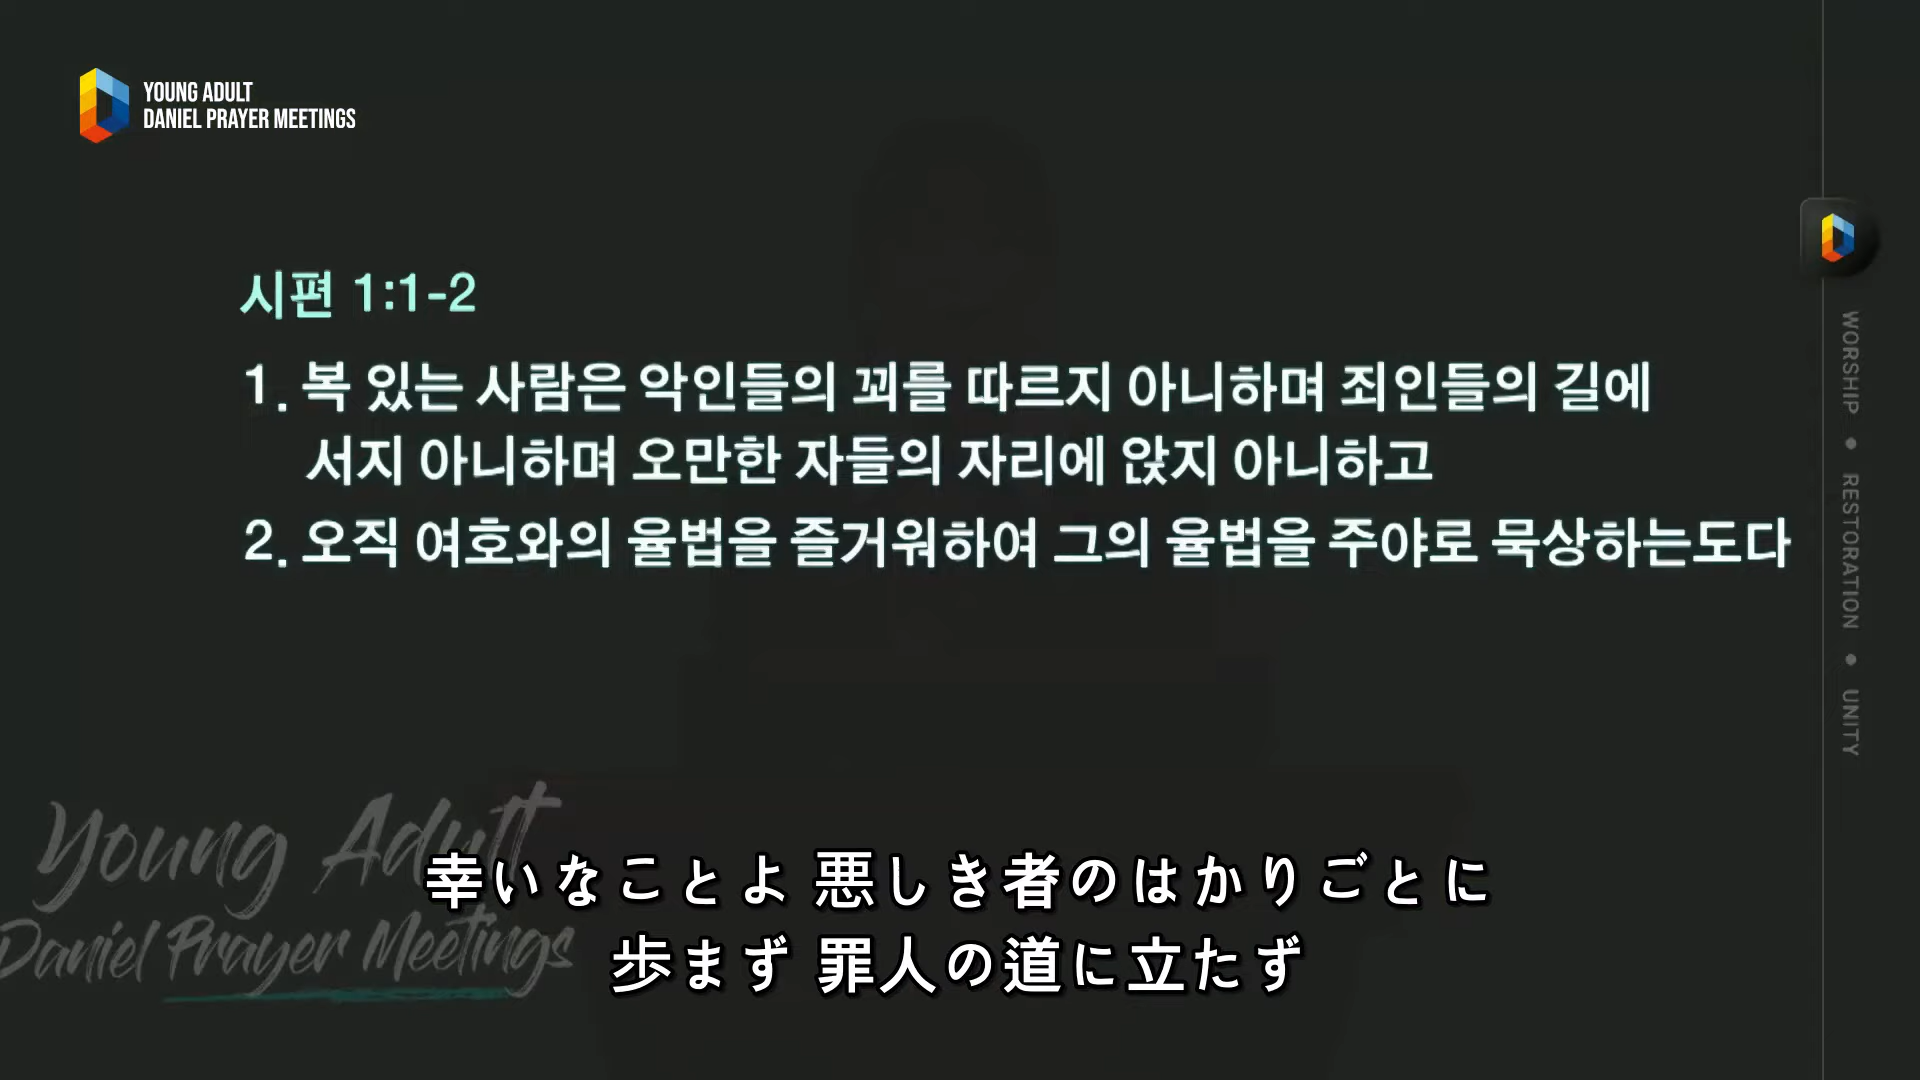 YOUNG ADULT
DANIEL PRAYER MEETINGS
시편 1:1-2
1. 복 있는 사람은 악인들의 꾀를 따르지 아니하며 죄인들의 길에
서지 아니하며 오만한 자들의 자리에 앉지 아니하고
2. 오직 여호와의 율법을 즐거워하여 그의 율법을 주야로 묵상하는도다
WORSHIP • RESTORATION • UNITY
Young Adult
Daniel Prayer Meetings
幸いなことよ 悪しき者のはかりごとに
歩まず 罪人の道に立たず